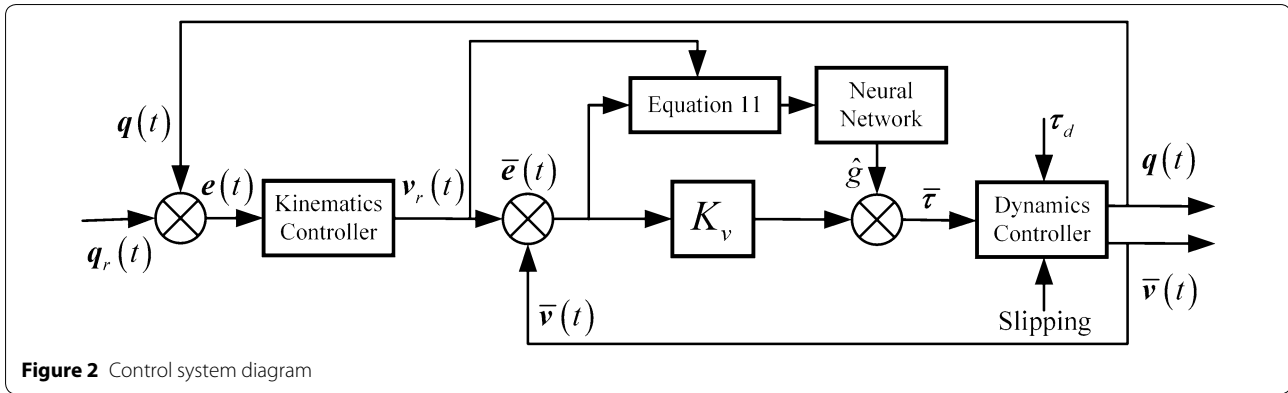 Equation 11
Neural
Network
τ_d
q(t)
q(t)
e(t)
Kinematics
Controller
v_r(t)
e̅(t)
K_v
ĝ
τ̅
Dynamics
Controller
q_r(t)
v̅(t)
v̅(t)
Slipping
Figure 2 Control system diagram